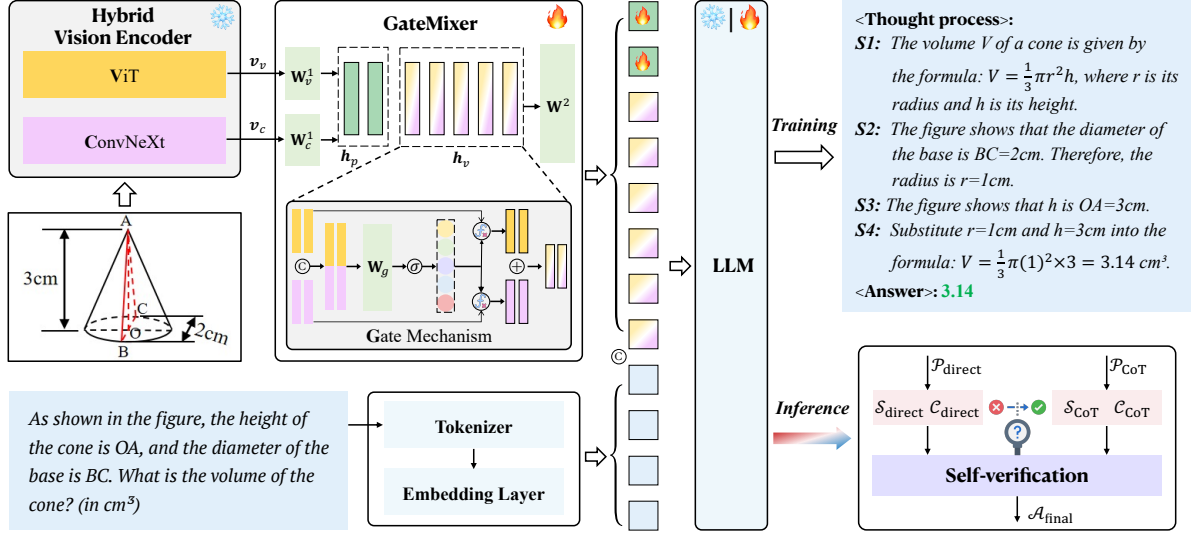 Hybrid
Vision Encoder
ViT
ConvNeXt
v_v
v_c
GateMixer
W_v^1
W_c^1
h_p
h_v
W^2
©
W_g
σ
Gate Mechanism
A
3cm
C
O
B
2cm
As shown in the figure, the height of
the cone is OA, and the diameter of the
base is BC. What is the volume of the
cone? (in cm³)
Tokenizer
Embedding Layer
©
LLM
Training
Inference
<Thought process>:
S1: The volume V of a cone is given by
the formula: V = 1/3 πr²h, where r is its
radius and h is its height.
S2: The figure shows that the diameter of
the base is BC=2cm. Therefore, the
radius is r=1cm.
S3: The figure shows that h is OA=3cm.
S4: Substitute r=1cm and h=3cm into the
formula: V = 1/3 π(1)²×3 = 3.14 cm³.
<Answer>: 3.14
𝒫_direct
𝒫_CoT
𝒮_direct 𝒞_direct
?
𝒮_CoT 𝒞_CoT
Self-verification
𝒜_final